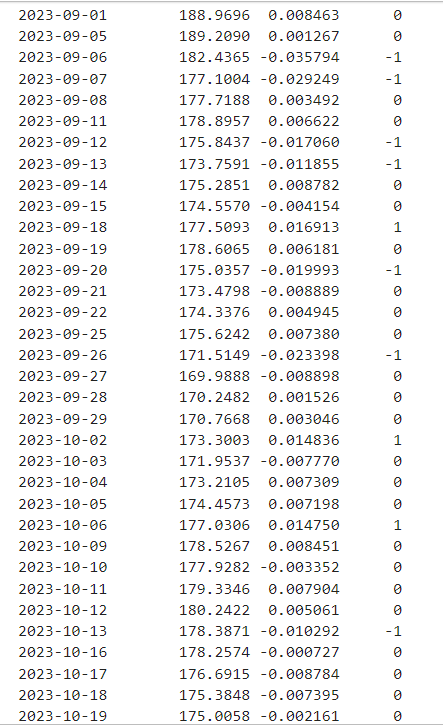 2023-09-01 188.9696 0.008463 0
2023-09-05 189.2090 0.001267 0
2023-09-06 182.4365 -0.035794 -1
2023-09-07 177.1004 -0.029249 -1
2023-09-08 177.7188 0.003492 0
2023-09-11 178.8957 0.006622 0
2023-09-12 175.8437 -0.017060 -1
2023-09-13 173.7591 -0.011855 -1
2023-09-14 175.2851 0.008782 0
2023-09-15 174.5570 -0.004154 0
2023-09-18 177.5093 0.016913 1
2023-09-19 178.6065 0.006181 0
2023-09-20 175.0357 -0.019993 -1
2023-09-21 173.4798 -0.008889 0
2023-09-22 174.3376 0.004945 0
2023-09-25 175.6242 0.007380 0
2023-09-26 171.5149 -0.023398 -1
2023-09-27 169.9888 -0.008898 0
2023-09-28 170.2482 0.001526 0
2023-09-29 170.7668 0.003046 0
2023-10-02 173.3003 0.014836 1
2023-10-03 171.9537 -0.007770 0
2023-10-04 173.2105 0.007309 0
2023-10-05 174.4573 0.007198 0
2023-10-06 177.0306 0.014750 1
2023-10-09 178.5267 0.008451 0
2023-10-10 177.9282 -0.003352 0
2023-10-11 179.3346 0.007904 0
2023-10-12 180.2422 0.005061 0
2023-10-13 178.3871 -0.010292 -1
2023-10-16 178.2574 -0.000727 0
2023-10-17 176.6915 -0.008784 0
2023-10-18 175.3848 -0.007395 0
2023-10-19 175.0058 -0.002161 0